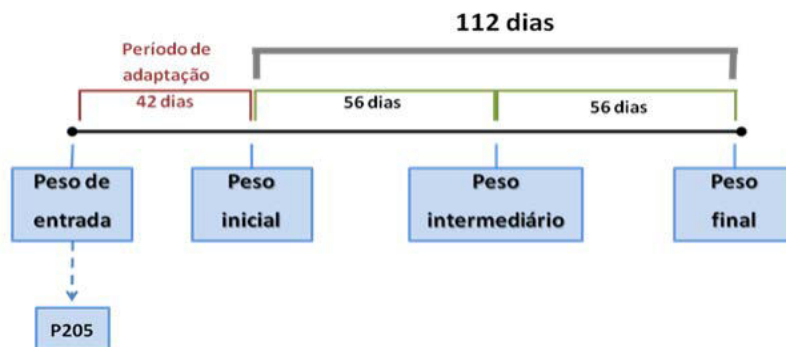 112 dias
Período de
adaptação
42 dias
56 dias
56 dias
Peso de
entrada
Peso
inicial
Peso
intermediário
Peso
final
P205